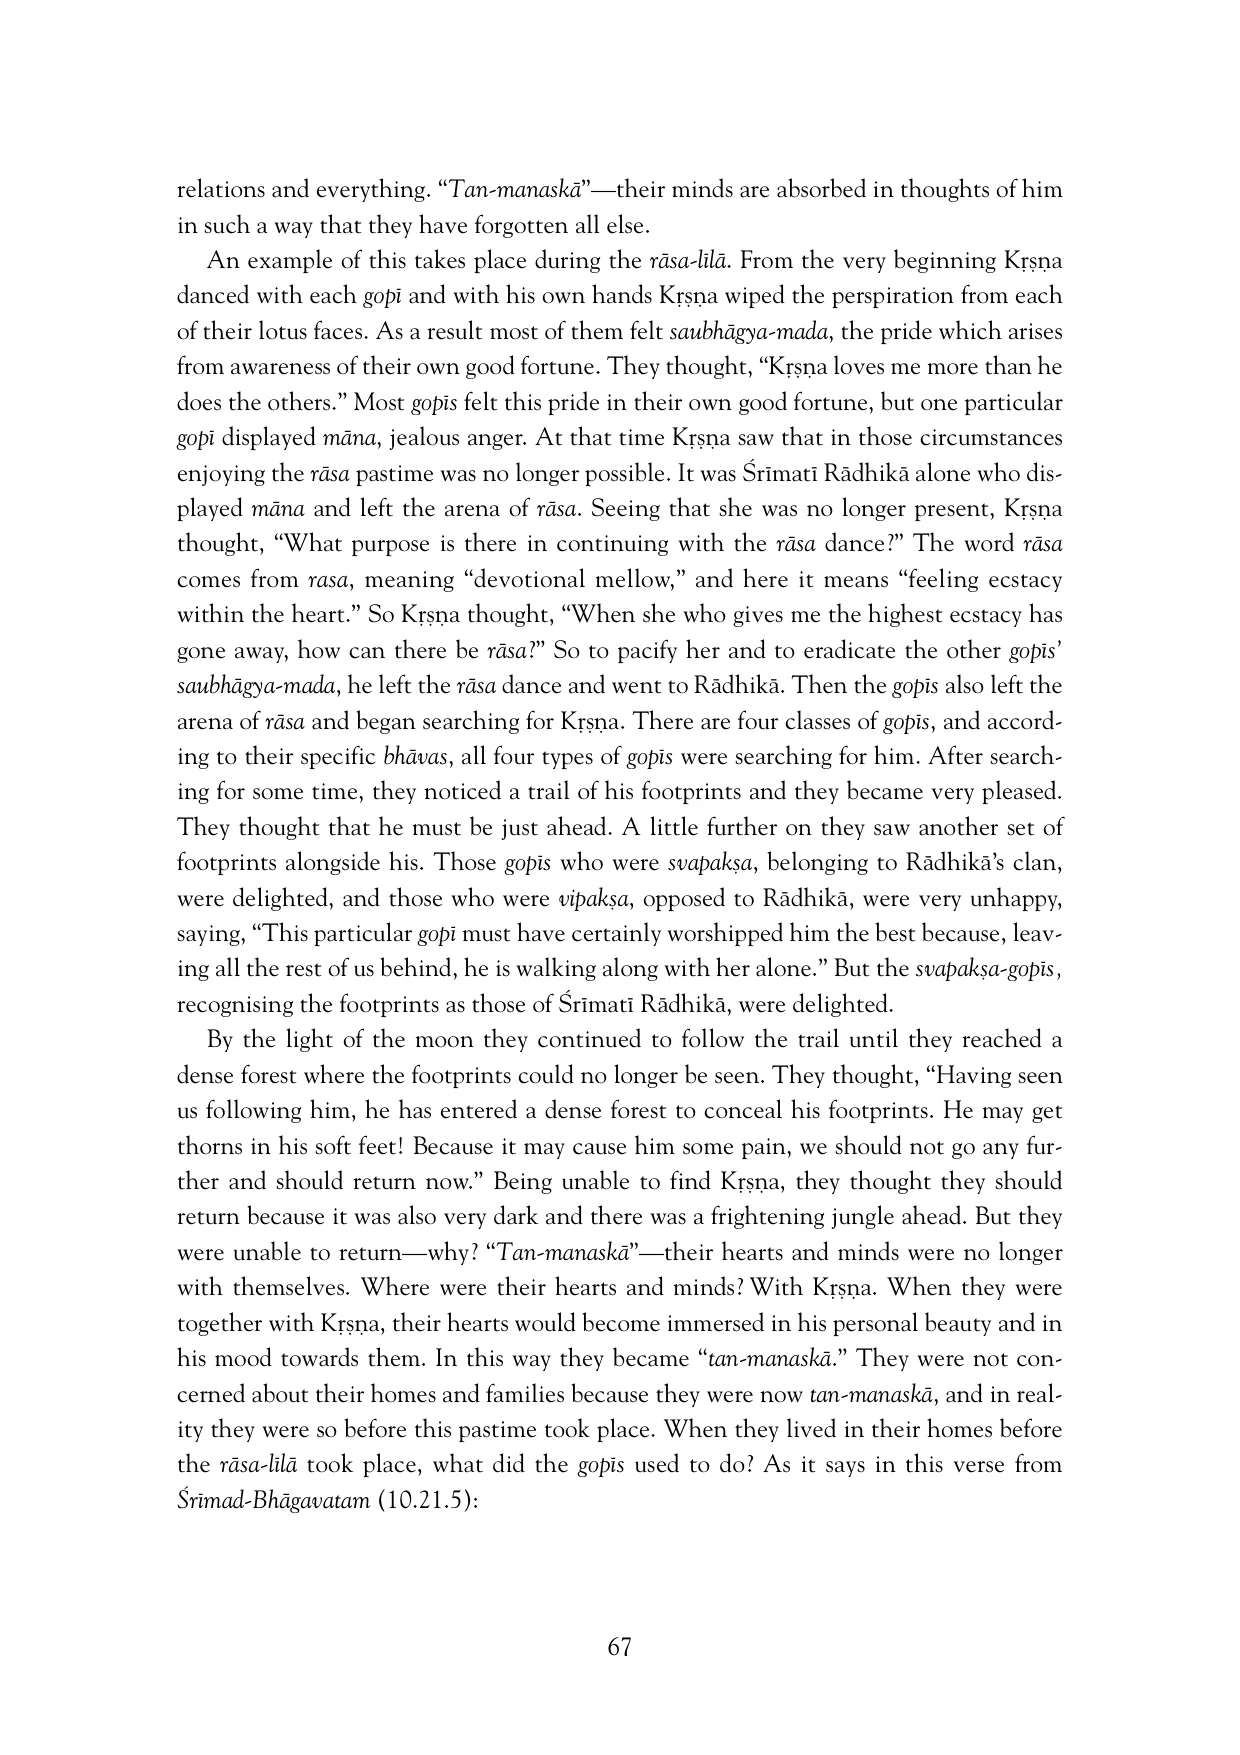 relations and everything. “Tan-manaskā”—their minds are absorbed in thoughts of him
in such a way that they have forgotten all else.
An example of this takes place during the rāsa-līlā. From the very beginning Kṛṣṇa
danced with each gopī and with his own hands Kṛṣṇa wiped the perspiration from each
of their lotus faces. As a result most of them felt saubhāgya-mada, the pride which arises
from awareness of their own good fortune. They thought, “Kṛṣṇa loves me more than he
does the others.” Most gopīs felt this pride in their own good fortune, but one particular
gopī displayed māna, jealous anger. At that time Kṛṣṇa saw that in those circumstances
enjoying the rāsa pastime was no longer possible. It was Śrīmatī Rādhikā alone who dis-
played māna and left the arena of rāsa. Seeing that she was no longer present, Kṛṣṇa
thought, “What purpose is there in continuing with the rāsa dance?” The word rāsa
comes from rasa, meaning “devotional mellow,” and here it means “feeling ecstacy
within the heart.” So Kṛṣṇa thought, “When she who gives me the highest ecstacy has
gone away, how can there be rāsa?” So to pacify her and to eradicate the other gopīs’
saubhāgya-mada, he left the rāsa dance and went to Rādhikā. Then the gopīs also left the
arena of rāsa and began searching for Kṛṣṇa. There are four classes of gopīs, and accord-
ing to their specific bhāvas, all four types of gopīs were searching for him. After search-
ing for some time, they noticed a trail of his footprints and they became very pleased.
They thought that he must be just ahead. A little further on they saw another set of
footprints alongside his. Those gopīs who were svapakṣa, belonging to Rādhikā’s clan,
were delighted, and those who were vipakṣa, opposed to Rādhikā, were very unhappy,
saying, “This particular gopī must have certainly worshipped him the best because, leav-
ing all the rest of us behind, he is walking along with her alone.” But the svapakṣa-gopīs,
recognising the footprints as those of Śrīmatī Rādhikā, were delighted.
By the light of the moon they continued to follow the trail until they reached a
dense forest where the footprints could no longer be seen. They thought, “Having seen
us following him, he has entered a dense forest to conceal his footprints. He may get
thorns in his soft feet! Because it may cause him some pain, we should not go any fur-
ther and should return now.” Being unable to find Kṛṣṇa, they thought they should
return because it was also very dark and there was a frightening jungle ahead. But they
were unable to return—why? “Tan-manaskā”—their hearts and minds were no longer
with themselves. Where were their hearts and minds? With Kṛṣṇa. When they were
together with Kṛṣṇa, their hearts would become immersed in his personal beauty and in
his mood towards them. In this way they became “tan-manaskā.” They were not con-
cerned about their homes and families because they were now tan-manaskā, and in real-
ity they were so before this pastime took place. When they lived in their homes before
the rāsa-līlā took place, what did the gopīs used to do? As it says in this verse from
Śrīmad-Bhāgavatam (10.21.5):
67